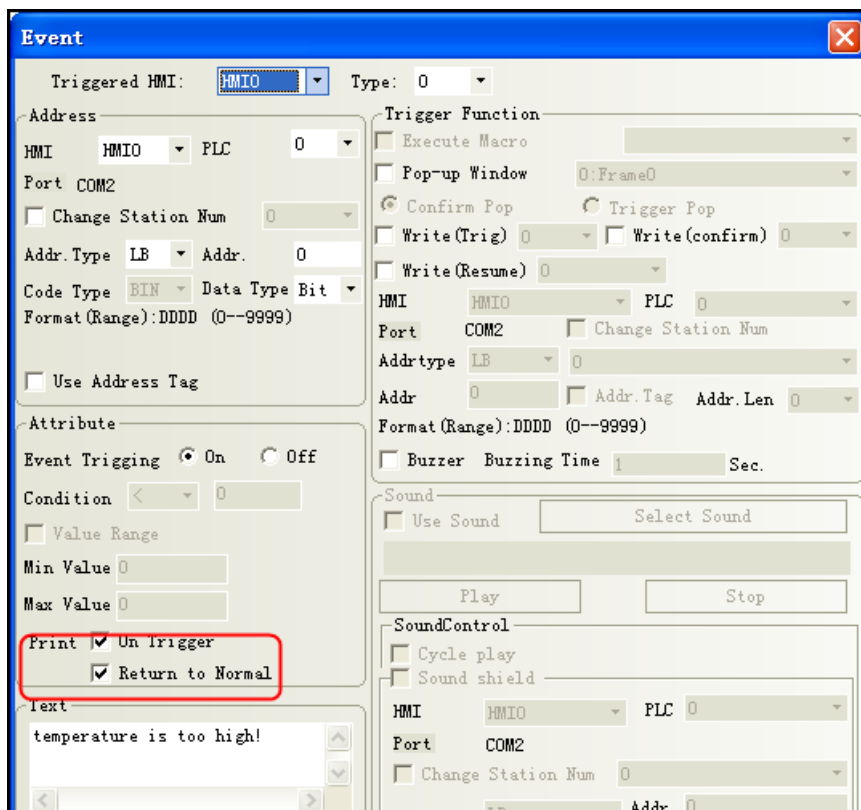 Event
Triggered HMI: HMI0 Type: 0
Address
HMI HMI0 PLC 0
Port COM2
Change Station Num 0
Addr.Type LB Addr. 0
Code Type BIN Data Type Bit
Format(Range):DDDD (0--9999)
Use Address Tag
Attribute
Event Trigging On Off
Condition < 0
Value Range
Min Value 0
Max Value 0
Print On Trigger
Return to Normal
Text
temperature is too high!
Trigger Function
Execute Macro
Pop-up Window 0:Frame0
Confirm Pop Trigger Pop
Write(Trig) 0 Write(confirm) 0
Write(Resume) 0
HMI HMI0 PLC 0
Port COM2 Change Station Num
Addrtype LB 0
Addr 0 Addr.Tag Addr.Len 0
Format(Range):DDDD (0--9999)
Buzzer Buzzing Time 1 Sec.
Sound
Use Sound Select Sound
Play Stop
SoundControl
Cycle play
Sound shield
HMI HMI0 PLC 0
Port COM2
Change Station Num 0
Addr 0